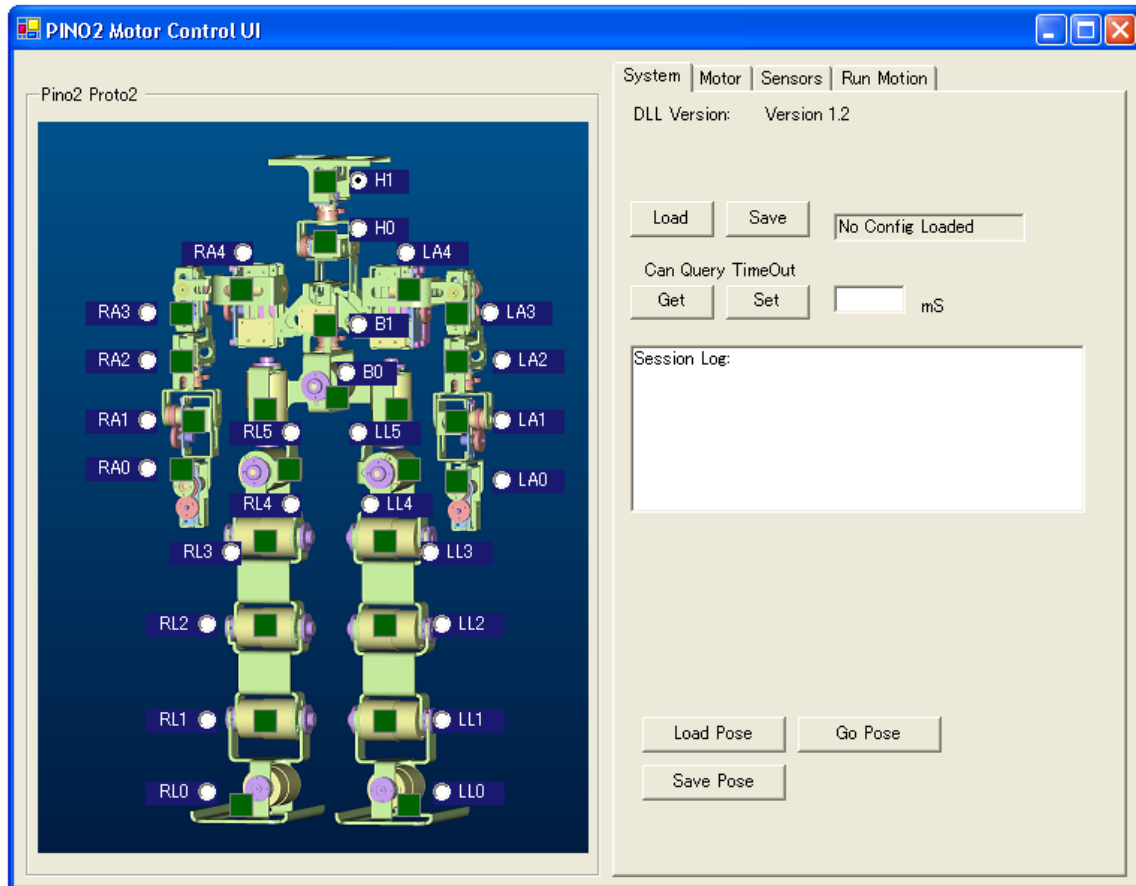 PINO2 Motor Control UI
Pino2 Proto2
H1
H0
RA4 LA4
RA3 LA3
B1
RA2 LA2
B0
RA1 LA1
RL5 LL5
RA0 LA0
RL4 LL4
RL3 LL3
RL2 LL2
RL1 LL1
RL0 LL0
System Motor Sensors Run Motion
DLL Version: Version 1.2
Load Save No Config Loaded
Can Query TimeOut
Get Set mS
Session Log:
Load Pose Go Pose
Save Pose